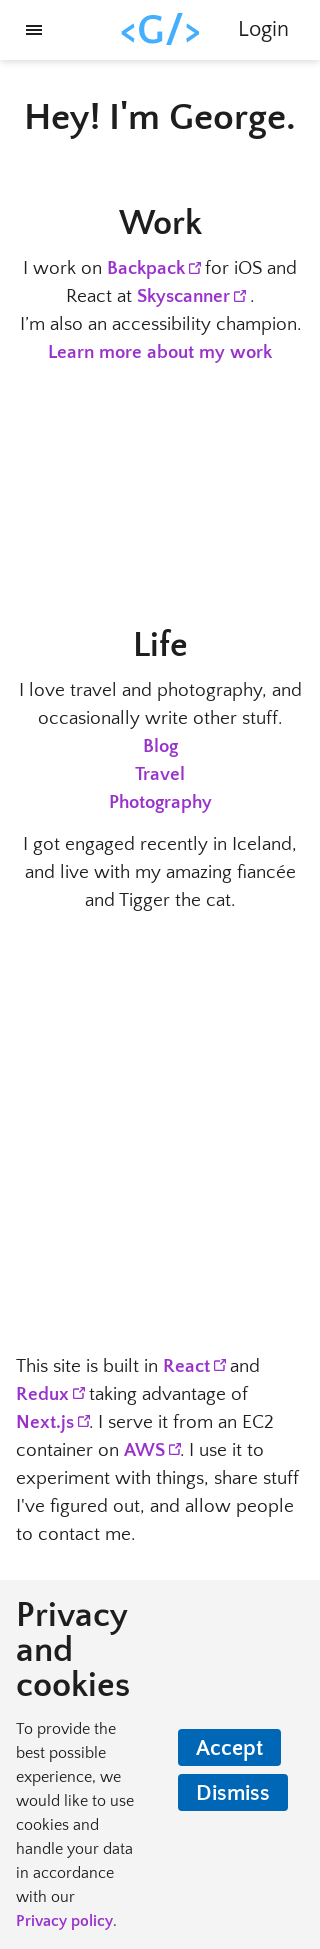 <G/>
Login
Hey! I'm George.
Work
I work on Backpack for iOS and
React at Skyscanner .
I’m also an accessibility champion.
Learn more about my work
Life
I love travel and photography, and
occasionally write other stuff.
Blog
Travel
Photography
I got engaged recently in Iceland,
and live with my amazing fiancée
and Tigger the cat.
This site is built in React and
Redux taking advantage of
Next.js. I serve it from an EC2
container on AWS. I use it to
experiment with things, share stuff
I've figured out, and allow people
to contact me.
Privacy
and
cookies
To provide the
best possible
experience, we
would like to use
cookies and
handle your data
in accordance
with our
Privacy policy.
Accept
Dismiss